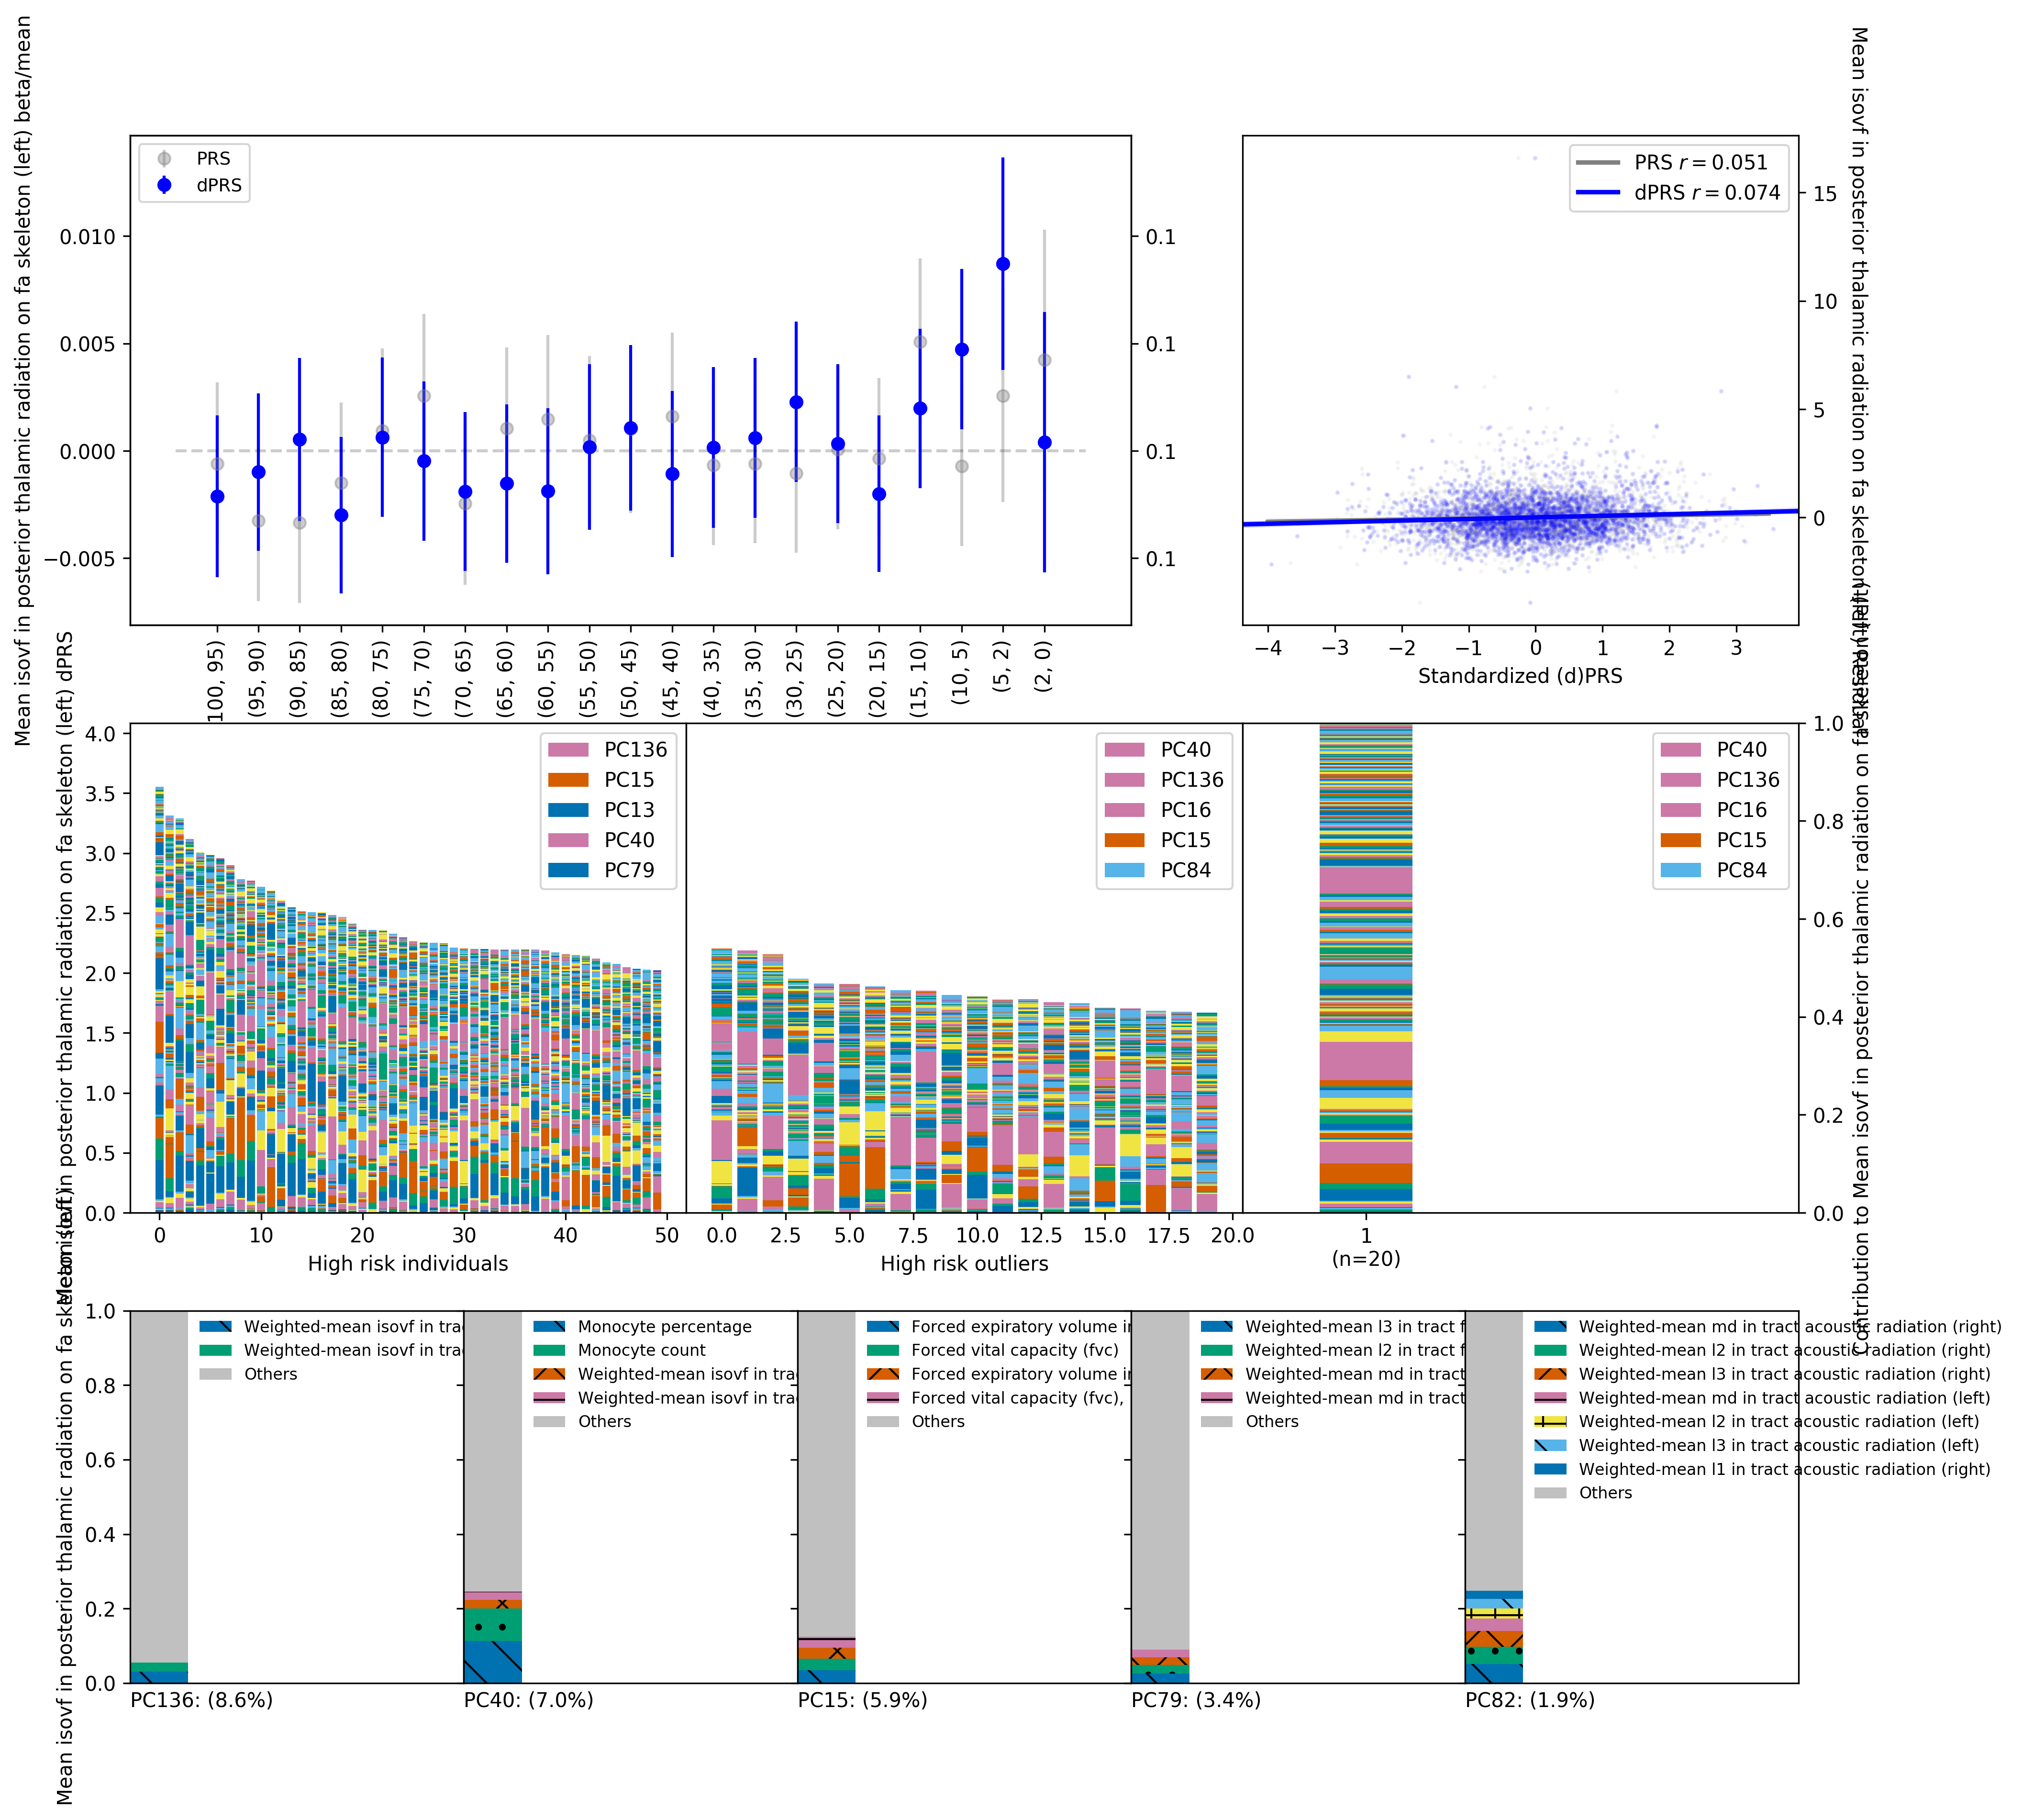 Mean isovf in posterior thalamic radiation on fa skeleton (left) beta/mean
PRS
dPRS
0.010
0.005
0.000
−0.005
0.1
0.1
0.1
0.1
100, 95)
(95, 90)
(90, 85)
(85, 80)
(80, 75)
(75, 70)
(70, 65)
(65, 60)
(60, 55)
(55, 50)
(50, 45)
(45, 40)
(40, 35)
(35, 30)
(30, 25)
(25, 20)
(20, 15)
(15, 10)
(10, 5)
(5, 2)
(2, 0)
PRS r = 0.051
dPRS r = 0.074
15
10
5
0
−4 −3 −2 −1 0 1 2 3
Standardized (d)PRS
Mean isovf in posterior thalamic radiation on fa skeleton (left)
Mean isovf in posterior thalamic radiation on fa skeleton (left) dPRS
4.0
3.5
3.0
2.5
2.0
1.5
1.0
0.5
0.0
PC136
PC15
PC13
PC40
PC79
0 10 20 30 40 50
High risk individuals
PC40
PC136
PC16
PC15
PC84
0.0 2.5 5.0 7.5 10.0 12.5 15.0 17.5 20.0
High risk outliers
PC40
PC136
PC16
PC15
PC84
1.0
0.8
0.6
0.4
0.2
0.0
1
(n=20)
Contribution to Mean isovf in posterior thalamic radiation on fa skeleton (left)
Mean isovf in posterior thalamic radiation on fa skeleton (left)
1.0
0.8
0.6
0.4
0.2
0.0
Weighted-mean isovf in trac
Weighted-mean isovf in trac
Others
PC136: (8.6%)
Monocyte percentage
Monocyte count
Weighted-mean isovf in trac
Weighted-mean isovf in trac
Others
PC40: (7.0%)
Forced expiratory volume in
Forced vital capacity (fvc)
Forced expiratory volume in
Forced vital capacity (fvc),
Others
PC15: (5.9%)
Weighted-mean l3 in tract f
Weighted-mean l2 in tract f
Weighted-mean md in tract
Weighted-mean md in tract
Others
PC79: (3.4%)
Weighted-mean md in tract acoustic radiation (right)
Weighted-mean l2 in tract acoustic radiation (right)
Weighted-mean l3 in tract acoustic radiation (right)
Weighted-mean md in tract acoustic radiation (left)
Weighted-mean l2 in tract acoustic radiation (left)
Weighted-mean l3 in tract acoustic radiation (left)
Weighted-mean l1 in tract acoustic radiation (right)
Others
PC82: (1.9%)